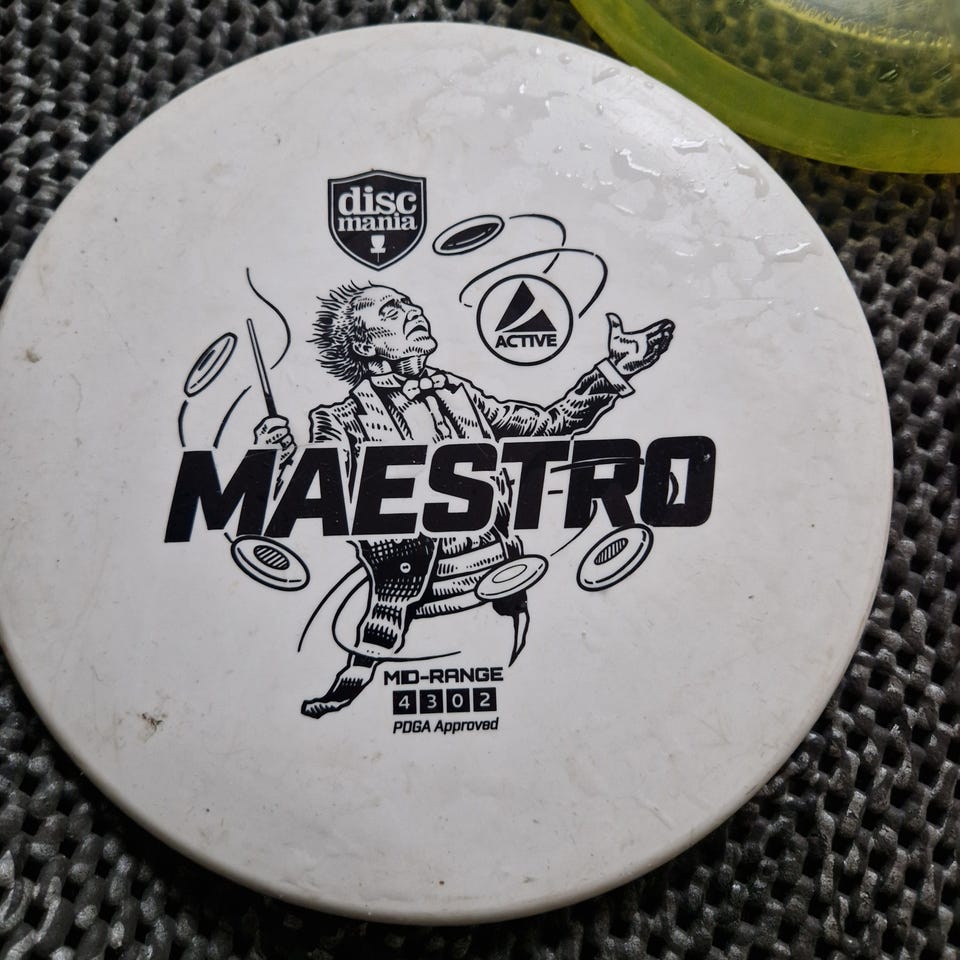 disc
mania
ACTIVE
MAESTRO
MID-RANGE
4 3 0 2
PDGA Approved